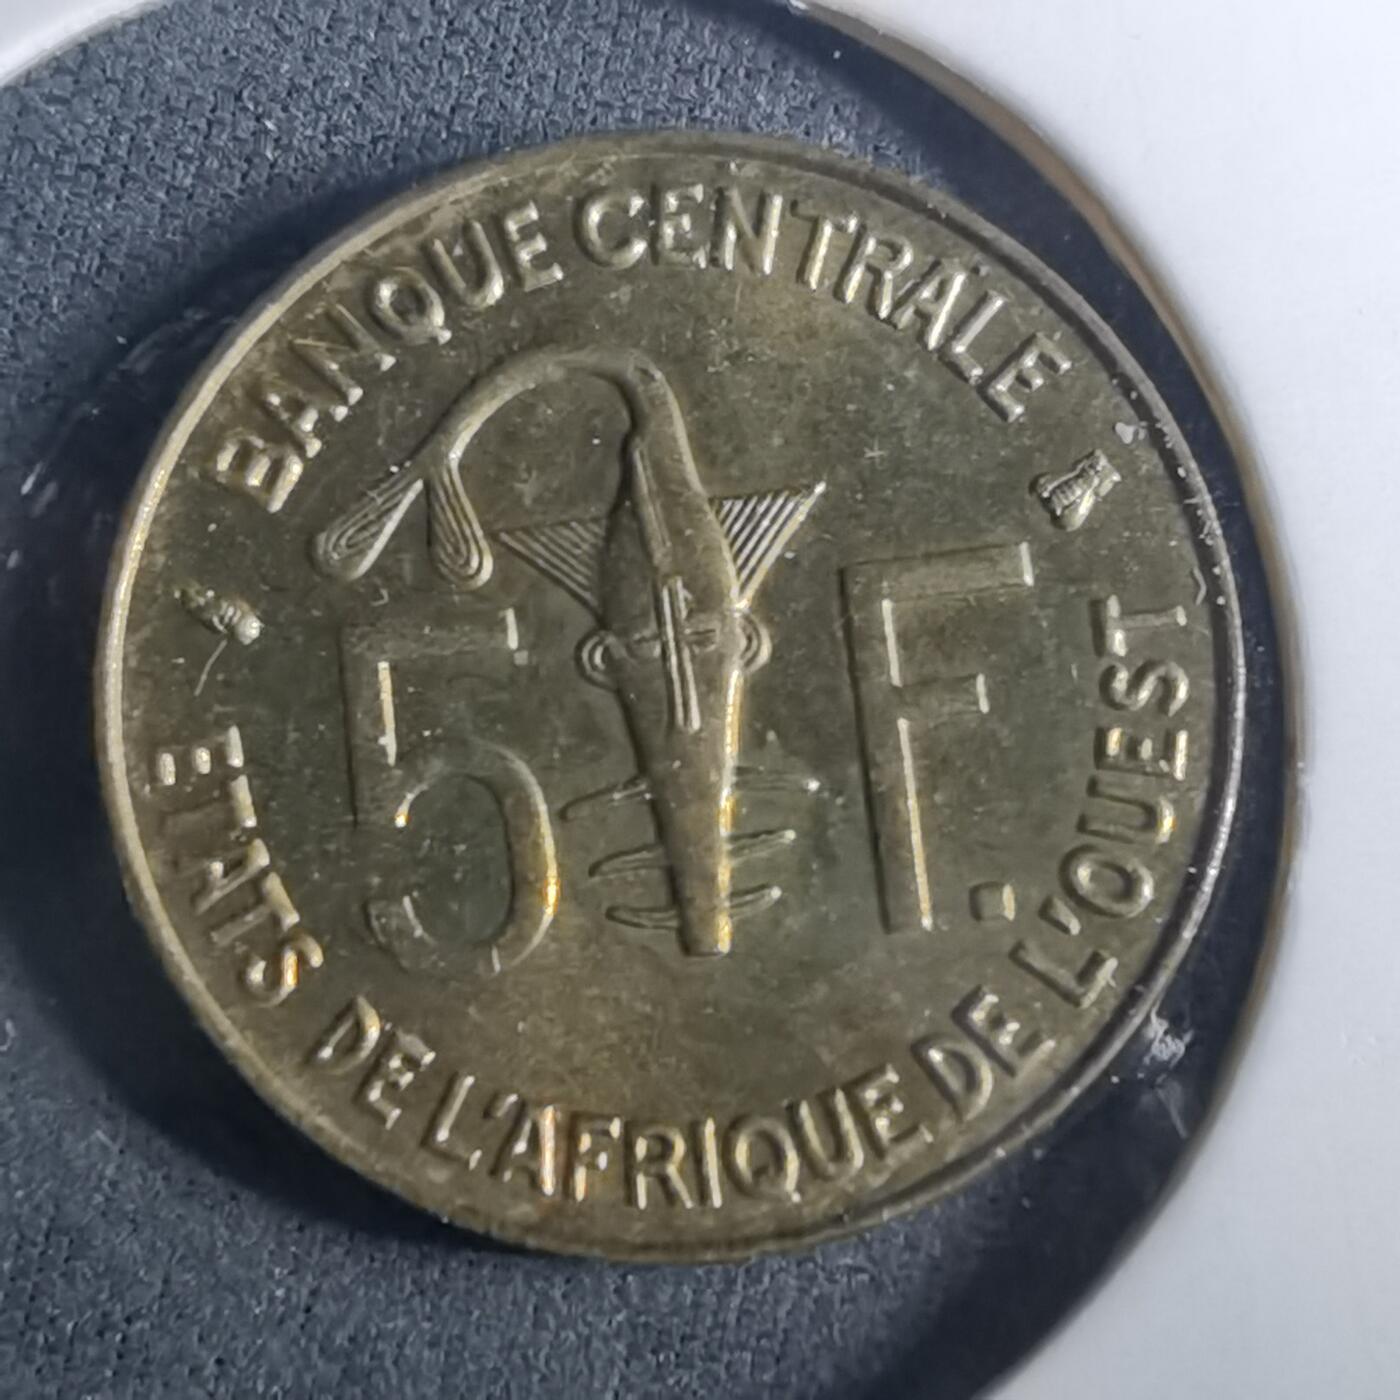 BANQUE CENTRALE
5 F.
ETATS DE L'AFRIQUE DE L'OUEST